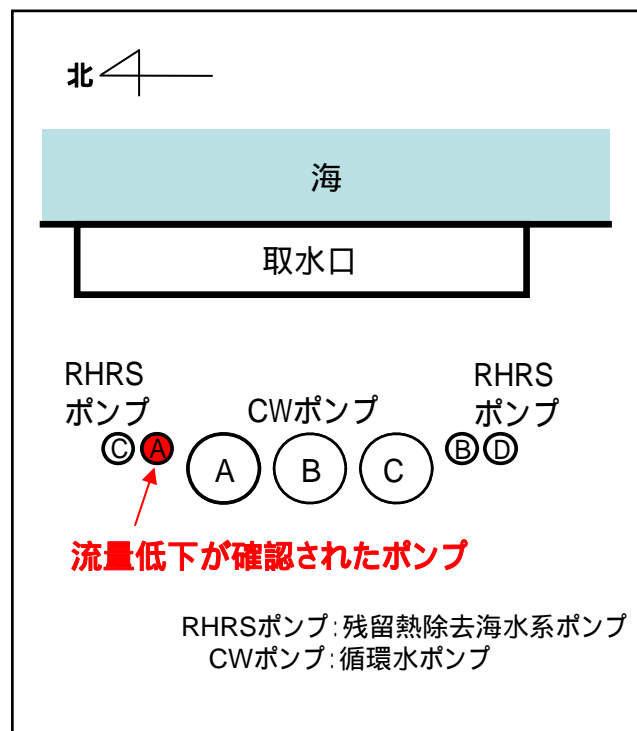 北
海
取水口
RHRS
ポンプ
CWポンプ
RHRS
ポンプ
C A A B C B D
流量低下が確認されたポンプ
RHRSポンプ:残留熱除去海水系ポンプ
CWポンプ:循環水ポンプ